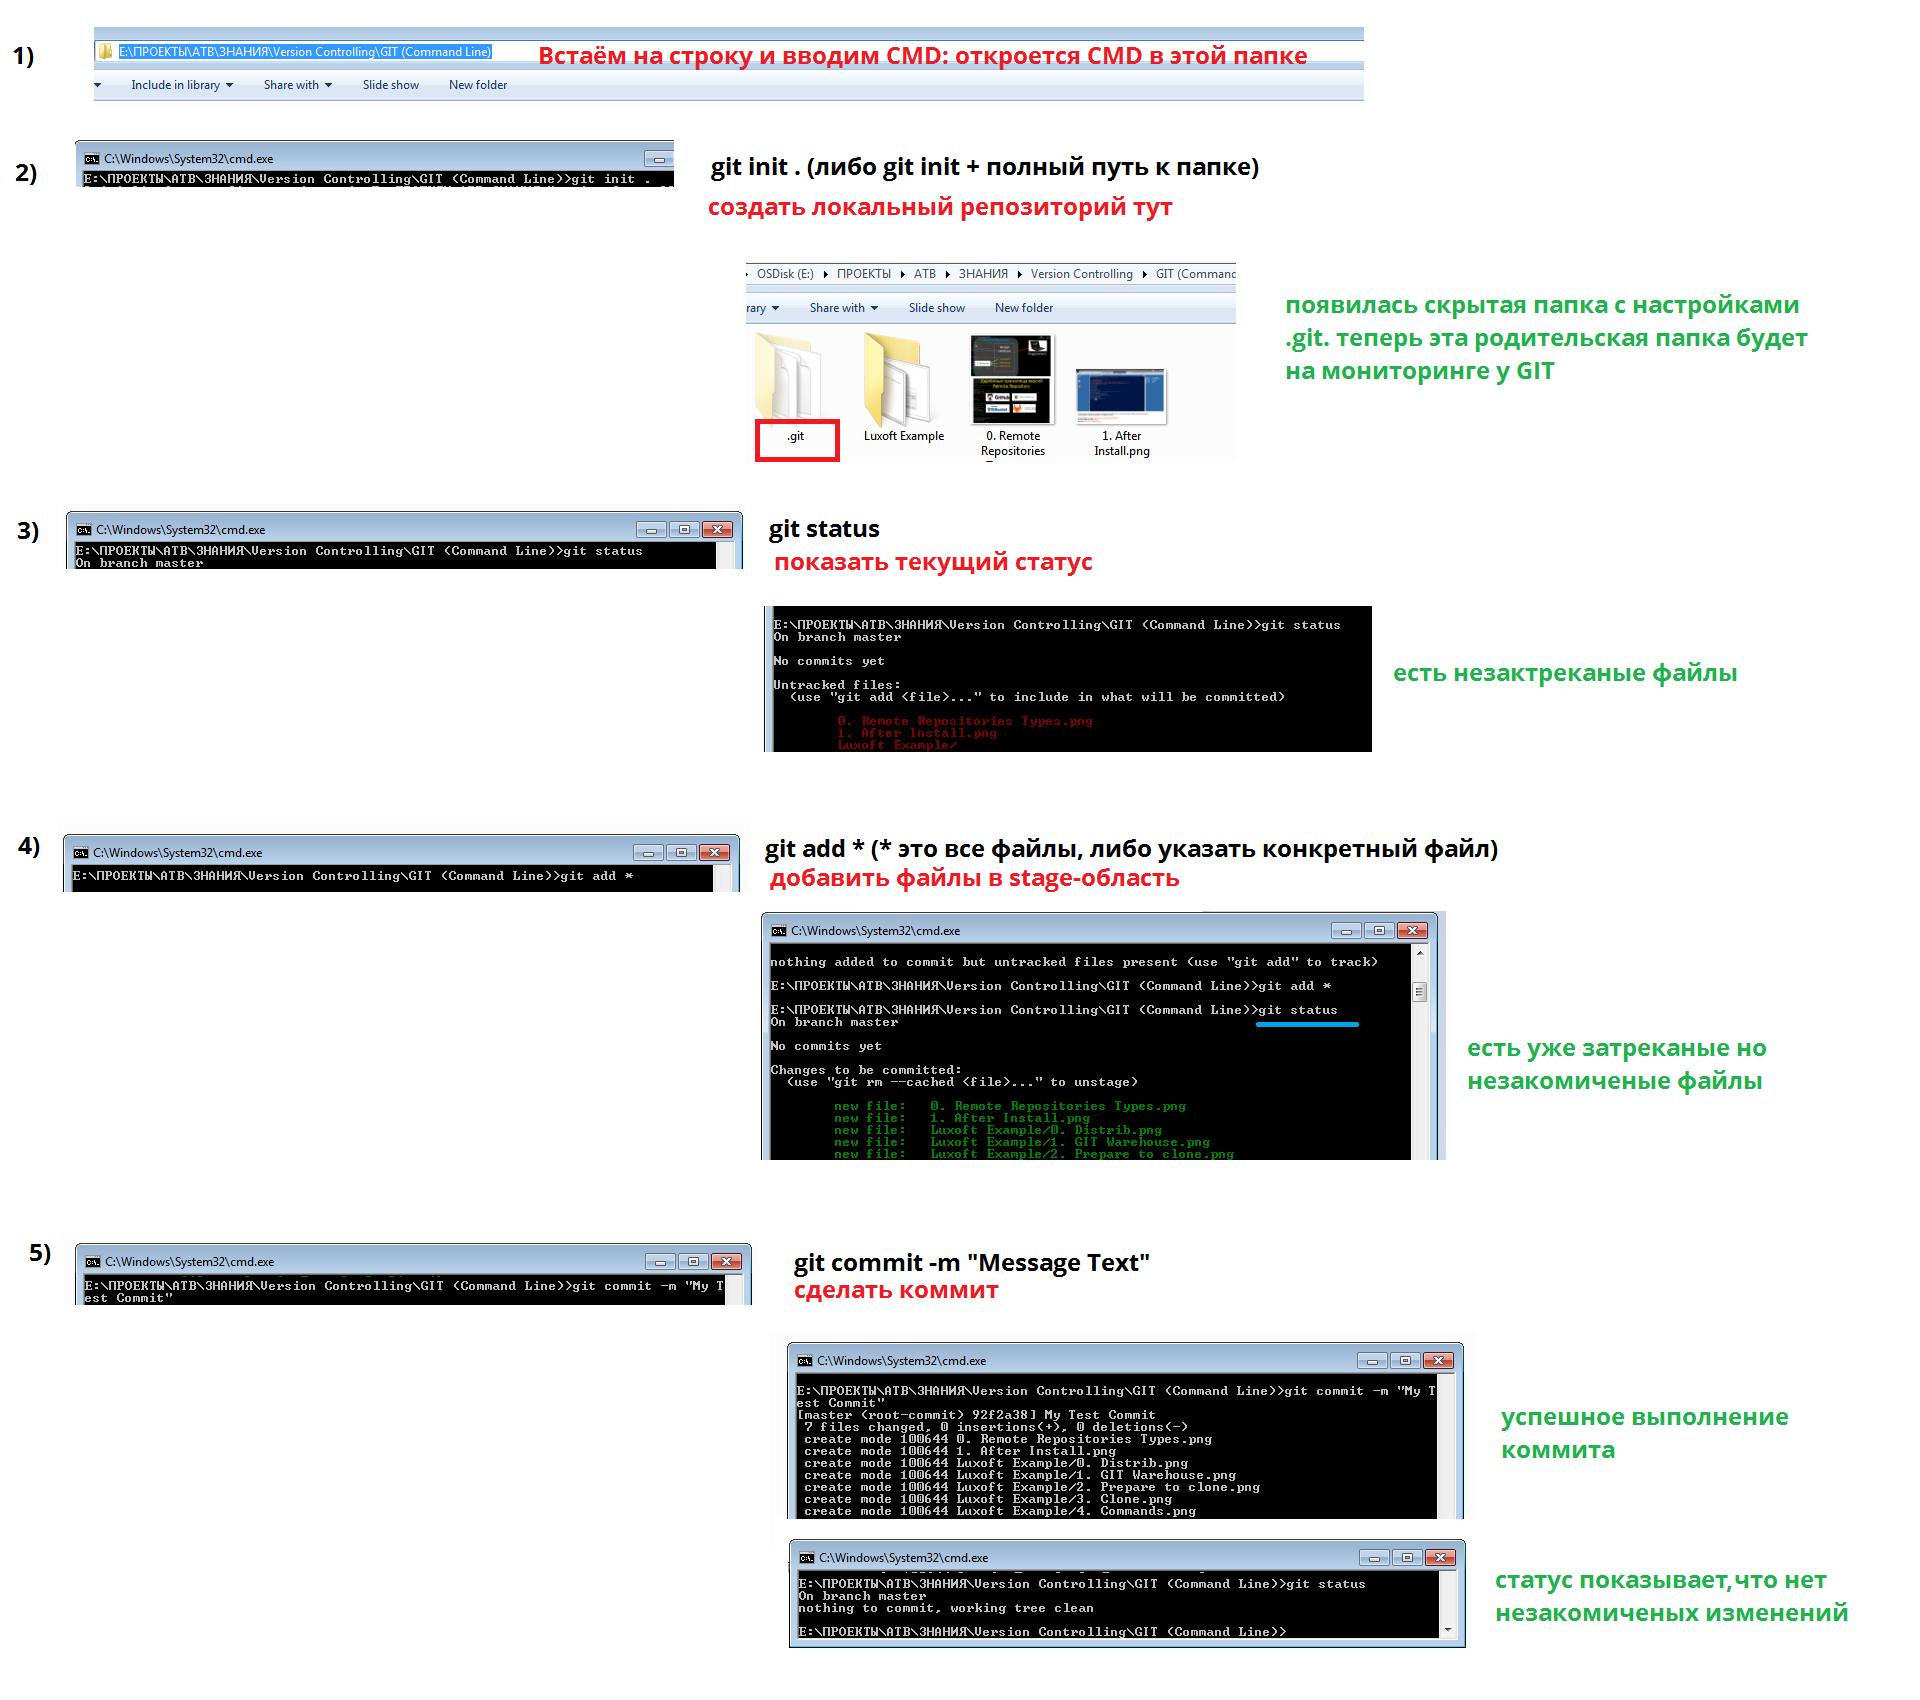 1)
E:\ПРОЕКТЫ\АТВ\ЗНАНИЯ\Version Controlling\GIT (Command Line)
Встаём на строку и вводим CMD: откроется CMD в этой папке
Include in library
Share with
Slide show
New folder
2)
C:\Windows\System32\cmd.exe
E:\ПРОЕКТЫ\АТВ\ЗНАНИЯ\Version Controlling\GIT (Command Line)>git init .
git init . (либо git init + полный путь к папке)
создать локальный репозиторий тут
OSDisk (E:) ПРОЕКТЫ АТВ ЗНАНИЯ Version Controlling GIT (Command
rary Share with Slide show New folder
.git
Luxoft Example
0. Remote
Repositories
1. After
Install.png
появилась скрытая папка с настройками
.git. теперь эта родительская папка будет
на мониторинге у GIT
3)
C:\Windows\System32\cmd.exe
E:\ПРОЕКТЫ\АТВ\ЗНАНИЯ\Version Controlling\GIT (Command Line)>git status
On branch master
git status
показать текущий статус
E:\ПРОЕКТЫ\АТВ\ЗНАНИЯ\Version Controlling\GIT (Command Line)>git status
On branch master
No commits yet
Untracked files:
(use "git add <file>..." to include in what will be committed)
0. Remote Repositories Types.png
1. After Install.png
Luxoft Example/
есть незактреканые файлы
4)
C:\Windows\System32\cmd.exe
E:\ПРОЕКТЫ\АТВ\ЗНАНИЯ\Version Controlling\GIT (Command Line)>git add *
git add * (* это все файлы, либо указать конкретный файл)
добавить файлы в stage-область
C:\Windows\System32\cmd.exe
nothing added to commit but untracked files present (use "git add" to track)
E:\ПРОЕКТЫ\АТВ\ЗНАНИЯ\Version Controlling\GIT (Command Line)>git add *
E:\ПРОЕКТЫ\АТВ\ЗНАНИЯ\Version Controlling\GIT (Command Line)>git status
On branch master
No commits yet
Changes to be committed:
(use "git rm --cached <file>..." to unstage)
new file: 0. Remote Repositories Types.png
new file: 1. After Install.png
new file: Luxoft Example/0. Distrib.png
new file: Luxoft Example/1. GIT Warehouse.png
new file: Luxoft Example/2. Prepare to clone.png
есть уже затреканые но
незакомиченые файлы
5)
C:\Windows\System32\cmd.exe
E:\ПРОЕКТЫ\АТВ\ЗНАНИЯ\Version Controlling\GIT (Command Line)>git commit -m "My T
est Commit"
git commit -m "Message Text"
сделать коммит
C:\Windows\System32\cmd.exe
E:\ПРОЕКТЫ\АТВ\ЗНАНИЯ\Version Controlling\GIT (Command Line)>git commit -m "My T
est Commit"
[master (root-commit) 92f2a38] My Test Commit
7 files changed, 0 insertions(+), 0 deletions(-)
create mode 100644 0. Remote Repositories Types.png
create mode 100644 1. After Install.png
create mode 100644 Luxoft Example/0. Distrib.png
create mode 100644 Luxoft Example/1. GIT Warehouse.png
create mode 100644 Luxoft Example/2. Prepare to clone.png
create mode 100644 Luxoft Example/3. Clone.png
create mode 100644 Luxoft Example/4. Commands.png
успешное выполнение
коммита
C:\Windows\System32\cmd.exe
E:\ПРОЕКТЫ\АТВ\ЗНАНИЯ\Version Controlling\GIT (Command Line)>git status
On branch master
nothing to commit, working tree clean
E:\ПРОЕКТЫ\АТВ\ЗНАНИЯ\Version Controlling\GIT (Command Line)>
статус показывает,что нет
незакомиченых изменений